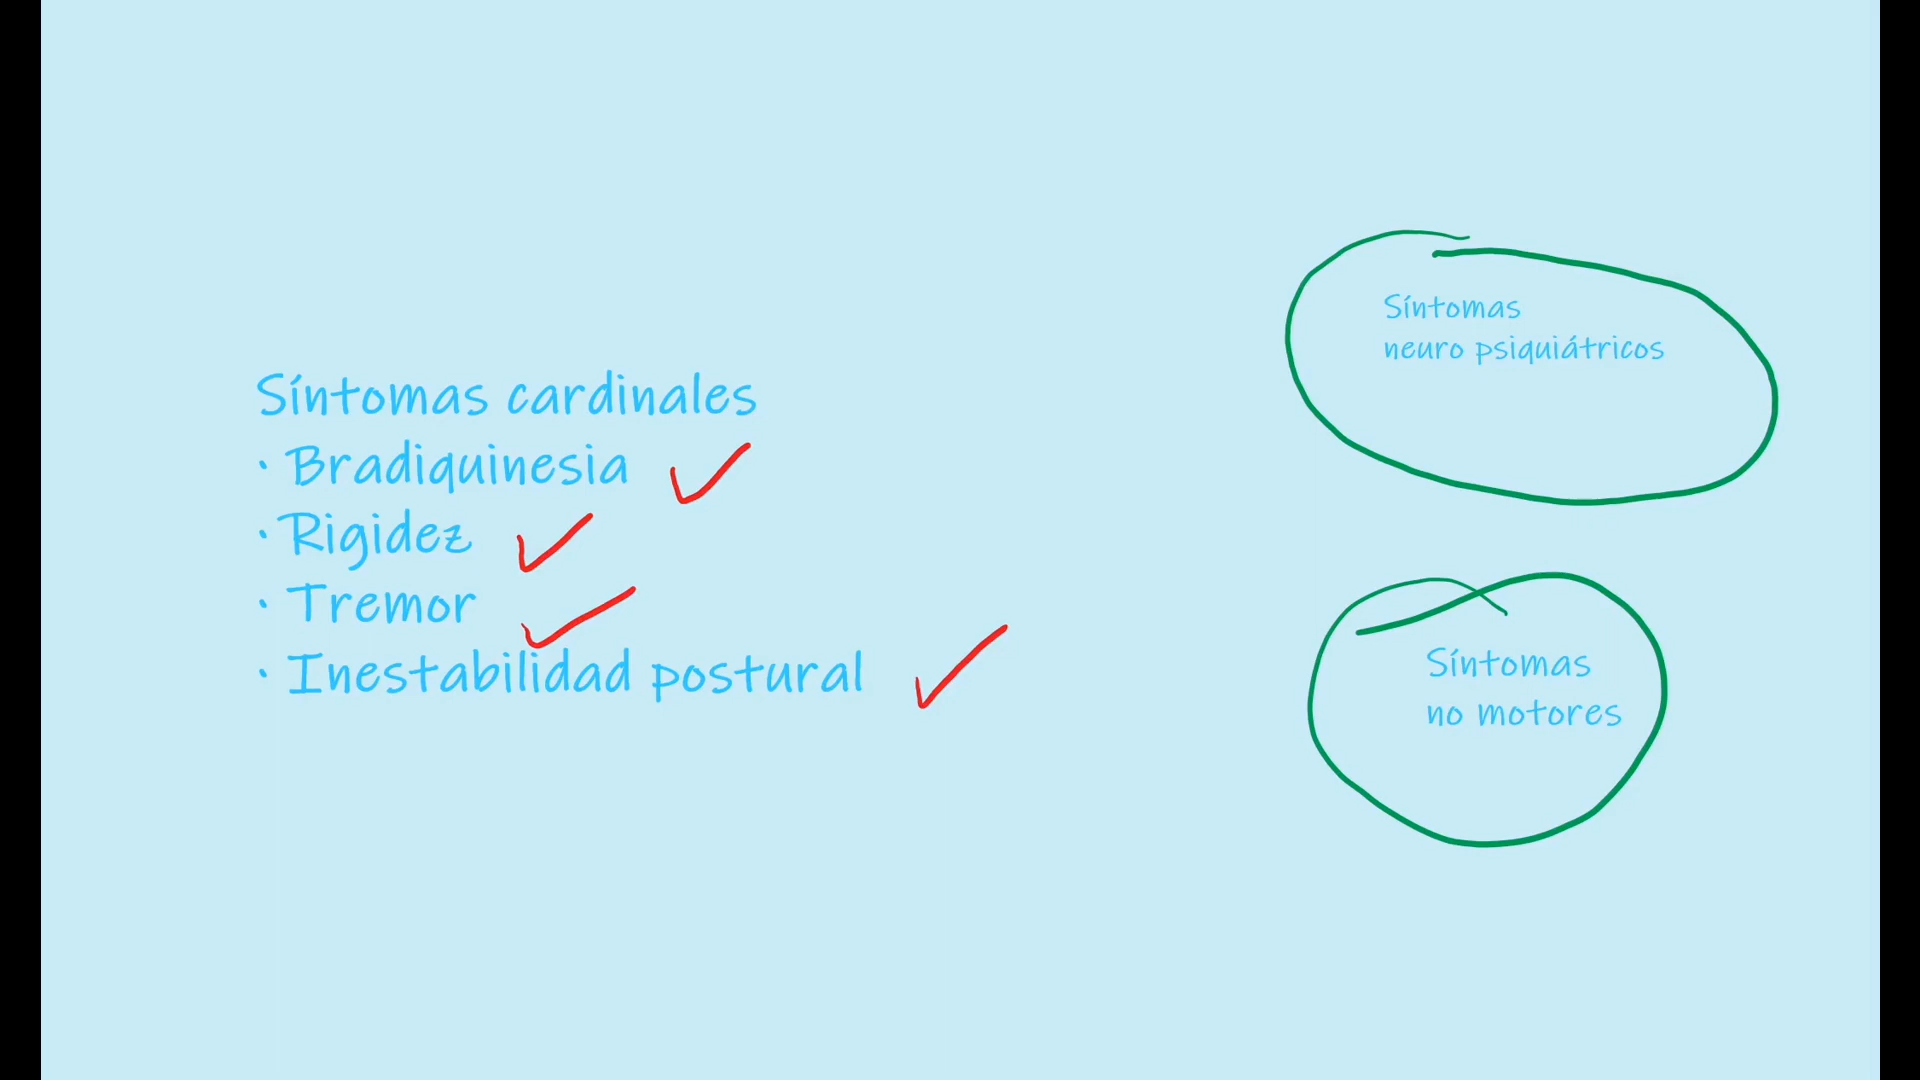 Síntomas cardinales
· Bradiquinesia
· Rigidez
· Tremor
· Inestabilidad postural
Síntomas
neuro psiquiátricos
Síntomas
no motores